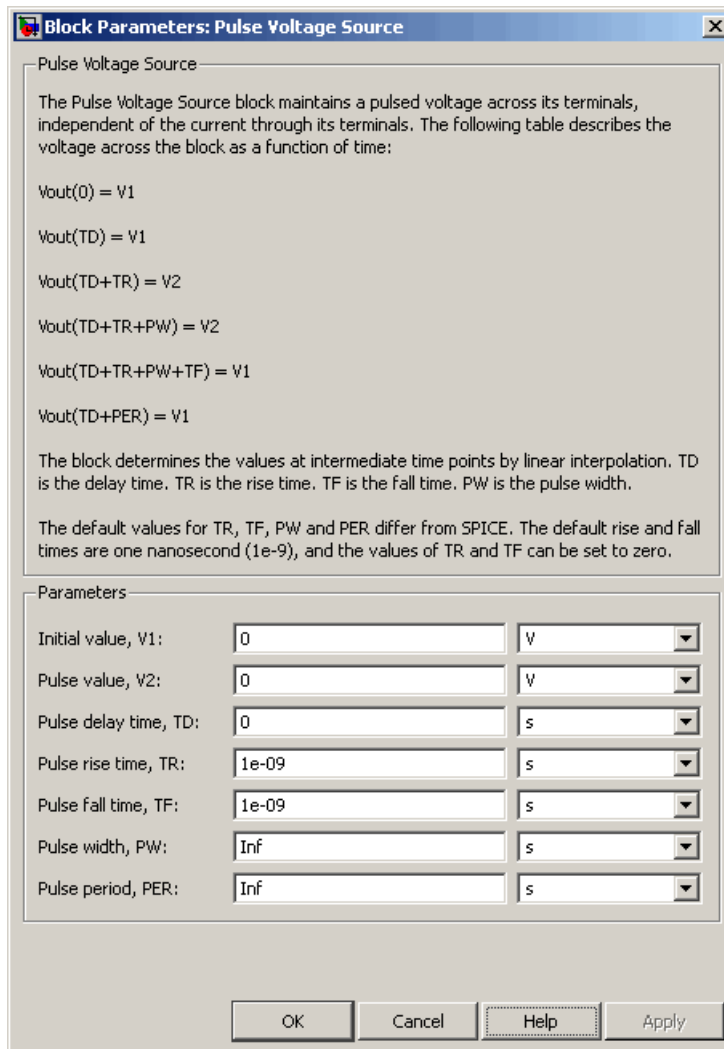 Block Parameters: Pulse Voltage Source
Pulse Voltage Source
The Pulse Voltage Source block maintains a pulsed voltage across its terminals,
independent of the current through its terminals. The following table describes the
voltage across the block as a function of time:
Vout(0) = V1
Vout(TD) = V1
Vout(TD+TR) = V2
Vout(TD+TR+PW) = V2
Vout(TD+TR+PW+TF) = V1
Vout(TD+PER) = V1
The block determines the values at intermediate time points by linear interpolation. TD
is the delay time. TR is the rise time. TF is the fall time. PW is the pulse width.
The default values for TR, TF, PW and PER differ from SPICE. The default rise and fall
times are one nanosecond (1e-9), and the values of TR and TF can be set to zero.
Parameters
Initial value, V1: 0 V
Pulse value, V2: 0 V
Pulse delay time, TD: 0 s
Pulse rise time, TR: 1e-09 s
Pulse fall time, TF: 1e-09 s
Pulse width, PW: Inf s
Pulse period, PER: Inf s
OK Cancel Help Apply